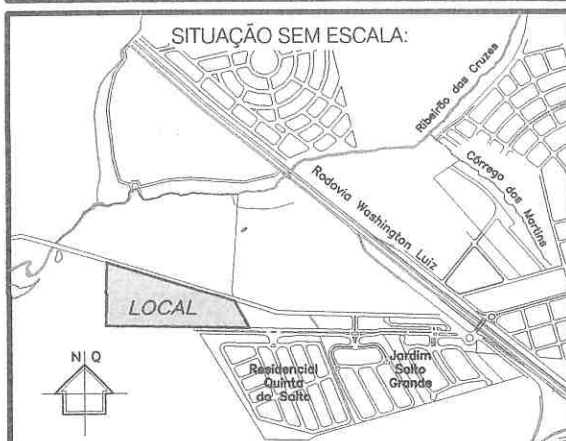 SITUAÇÃO SEM ESCALA:
Ribeirão das Cruzes
Córrego dos Martins
Rodovia Washington Luiz
LOCAL
N Q
Residencial
Quinta
do Salto
Jardim
Salto
Grande